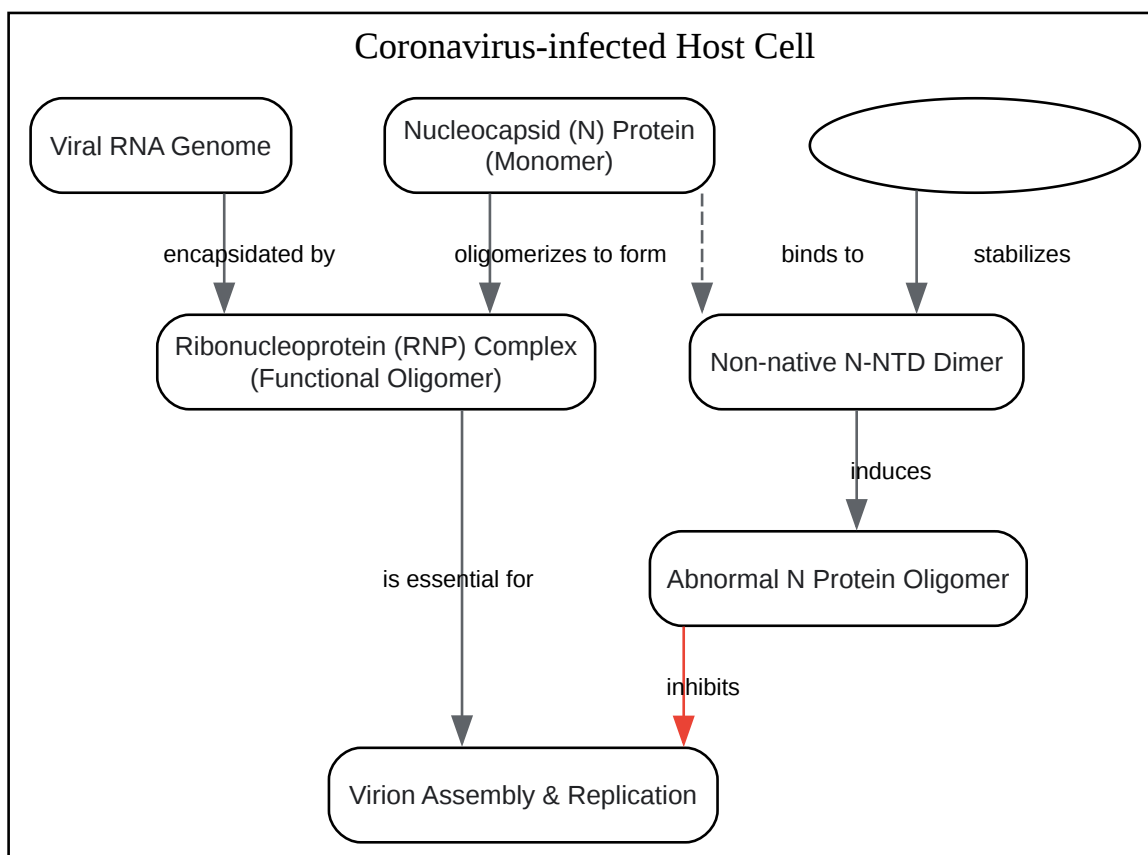 Coronavirus-infected Host Cell
Viral RNA Genome
Nucleocapsid (N) Protein
(Monomer)
encapsidated by
oligomerizes to form
binds to
stabilizes
Ribonucleoprotein (RNP) Complex
(Functional Oligomer)
Non-native N-NTD Dimer
induces
is essential for
Abnormal N Protein Oligomer
inhibits
Virion Assembly & Replication